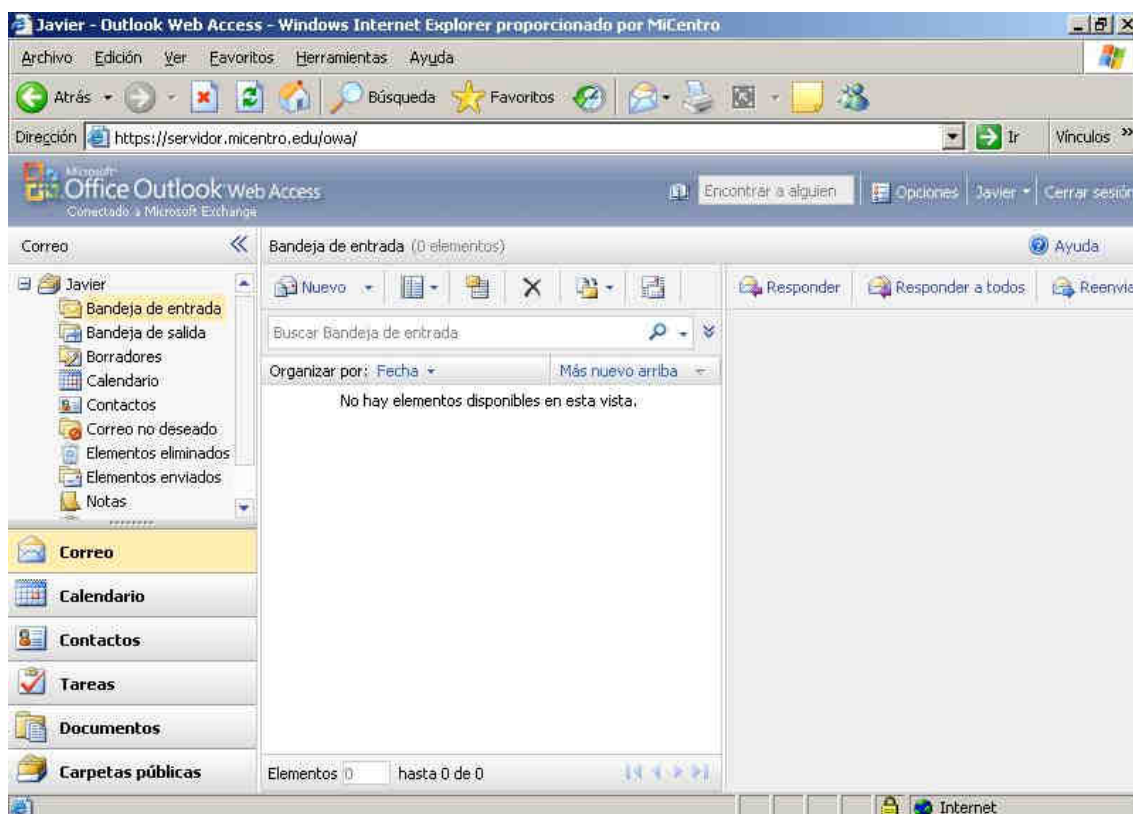 Javier - Outlook Web Access - Windows Internet Explorer proporcionado por MiCentro
Archivo Edición Ver Favoritos Herramientas Ayuda
Atrás Búsqueda Favoritos
Dirección https://servidor.micentro.edu/owa/ Ir Vínculos »
Microsoft
Office Outlook Web Access
Conectado a Microsoft Exchange
Encontrar a alguien Opciones Javier Cerrar sesión
Correo « Bandeja de entrada (0 elementos) Ayuda
Javier
Bandeja de entrada
Bandeja de salida
Borradores
Calendario
Contactos
Correo no deseado
Elementos eliminados
Elementos enviados
Notas
Nuevo Responder Responder a todos Reenvia
Buscar Bandeja de entrada
Organizar por: Fecha Más nuevo arriba
No hay elementos disponibles en esta vista.
Correo
Calendario
Contactos
Tareas
Documentos
Carpetas públicas
Elementos 0 hasta 0 de 0
Internet